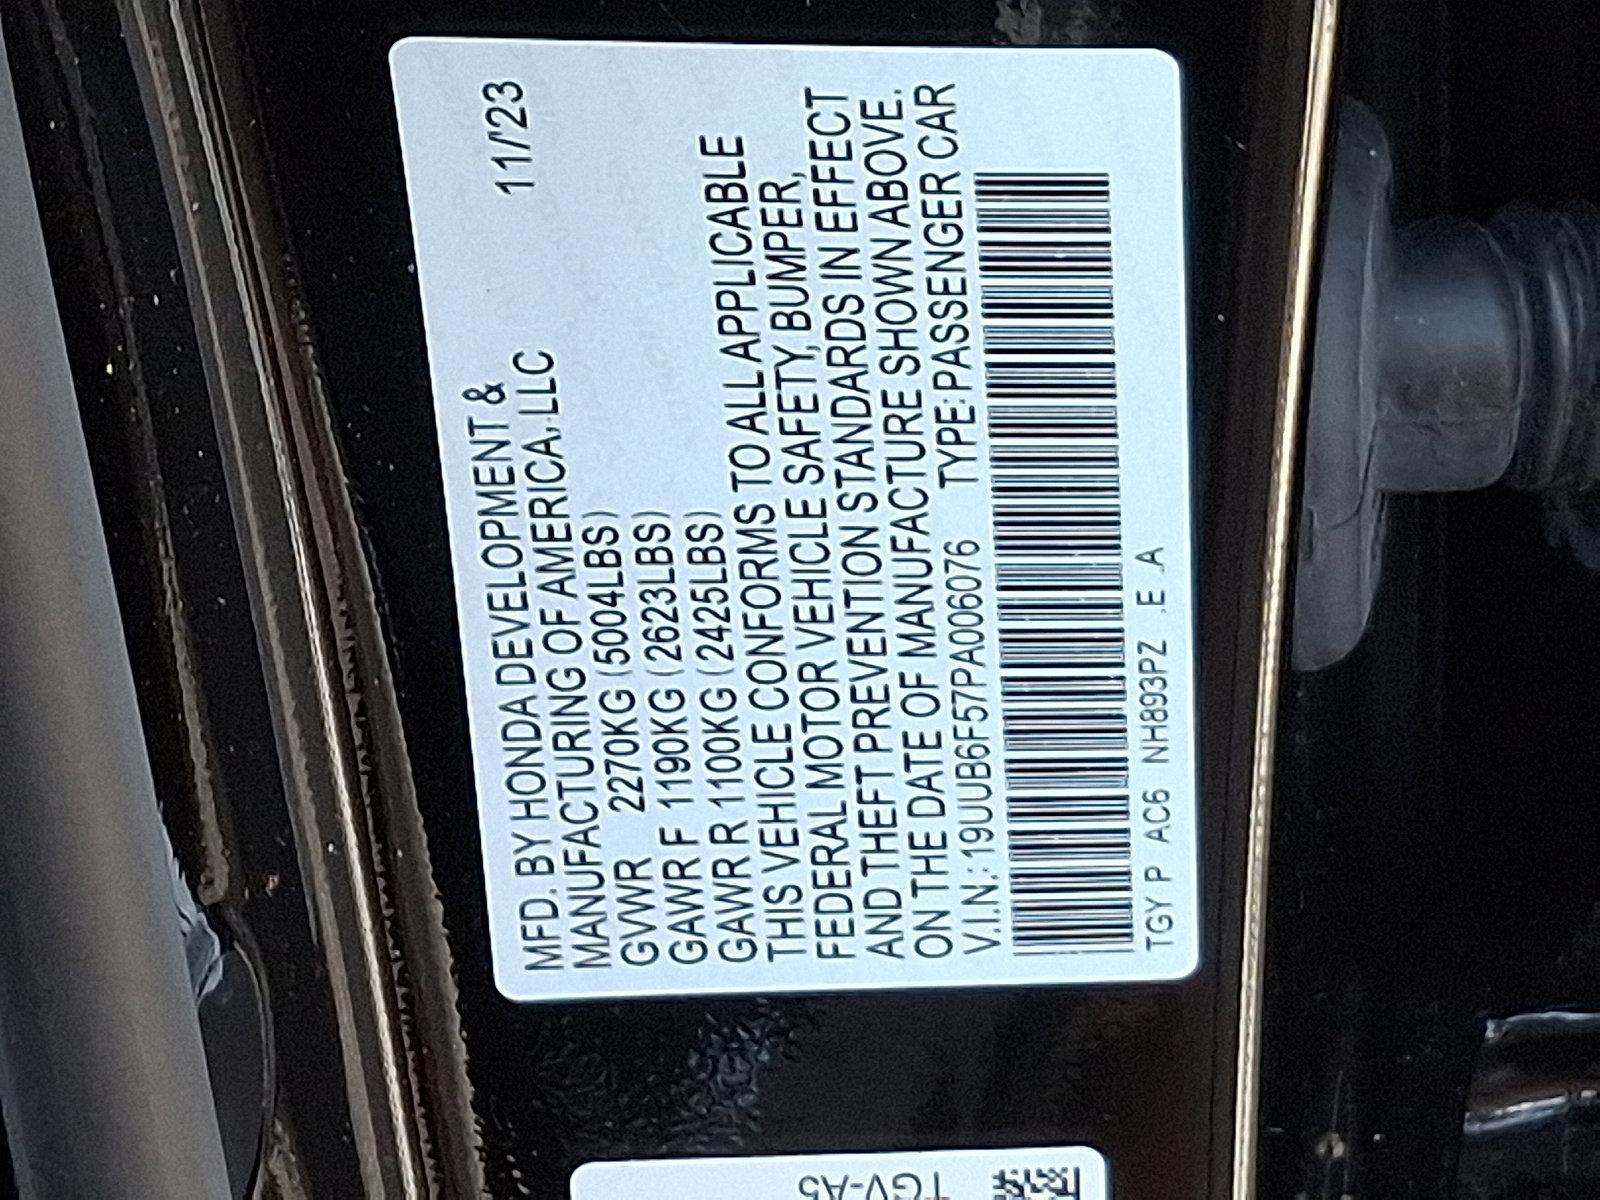 MFD. BY HONDA DEVELOPMENT &
MANUFACTURING OF AMERICA, LLC 11/'23
GVWR 2270KG (5004LBS)
GAWR F 1190KG (2623LBS)
GAWR R 1100KG (2425LBS)
THIS VEHICLE CONFORMS TO ALL APPLICABLE
FEDERAL MOTOR VEHICLE SAFETY, BUMPER,
AND THEFT PREVENTION STANDARDS IN EFFECT
ON THE DATE OF MANUFACTURE SHOWN ABOVE.
V.I.N.: 19UUB6F57PA006076 TYPE: PASSENGER CAR
TGY P AC6 NH893PZ .E .A
TGV-A5